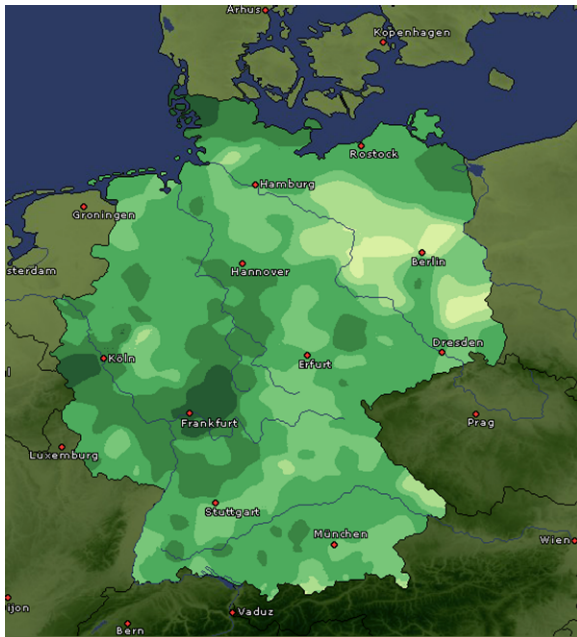 Århus
Kopenhagen
Rostock
Hamburg
Groningen
sterdam
Hannover
Berlin
Dresden
Köln
Erfurt
Frankfurt
Prag
Luxemburg
Stuttgart
München
Wien
ijon
Vaduz
Bern